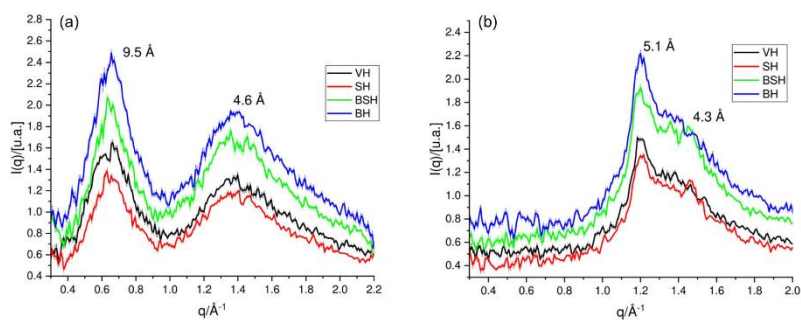 (a)
9.5 Å
4.6 Å
VH
SH
BSH
BH
I(q)/[u.a.]
2.8
2.6
2.4
2.2
2.0
1.8
1.6
1.4
1.2
1.0
0.8
0.6
0.4
0.4 0.6 0.8 1.0 1.2 1.4 1.6 1.8 2.0 2.2
q/Å⁻¹
(b)
5.1 Å
4.3 Å
VH
SH
BSH
BH
I(q)/[u.a.]
2.4
2.2
2.0
1.8
1.6
1.4
1.2
1.0
0.8
0.6
0.4
0.4 0.6 0.8 1.0 1.2 1.4 1.6 1.8 2.0
q/Å⁻¹